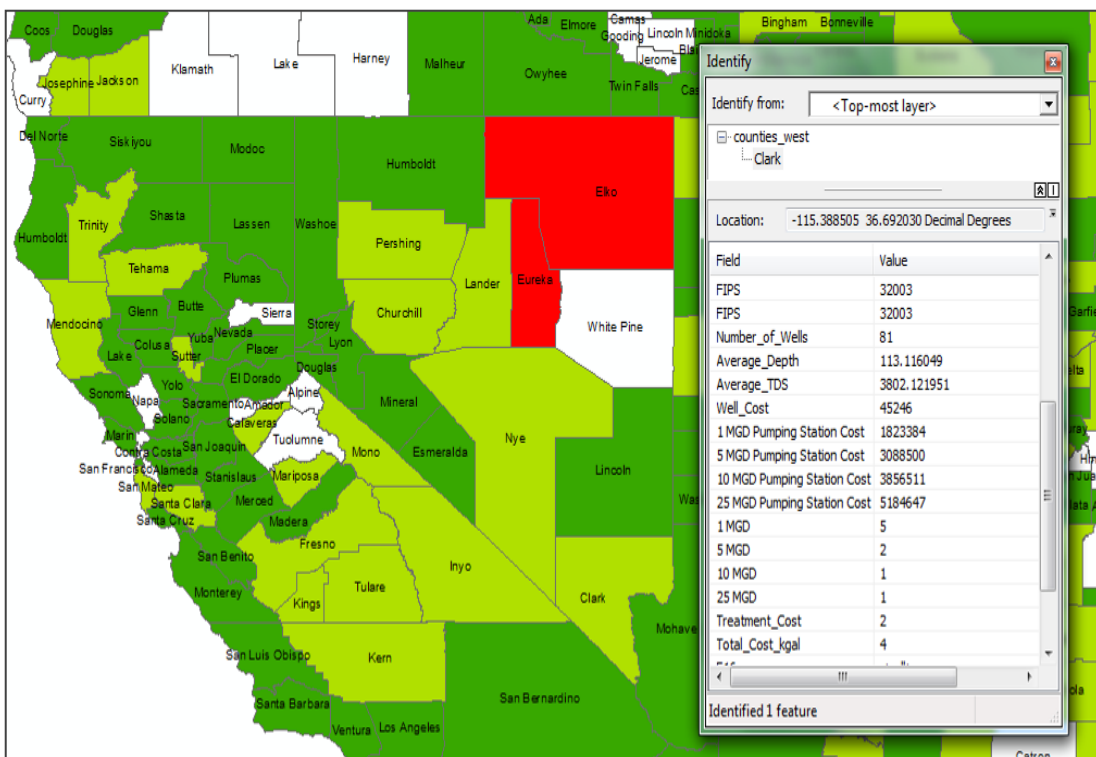 Coos
Douglas
Ada
Elmore
Camas
Gooding
Lincoln
Minidoka
Bingham
Bonneville
Josephine
Jackson
Klamath
Lake
Harney
Malheur
Jerome
Owyhee
Twin Falls
Curry
Del Norte
Siskiyou
Modoc
Humboldt
Elko
Trinity
Shasta
Lassen
Washoe
Humboldt
Pershing
Tehama
Plumas
Lander
Eureka
Mendocino
Glenn
Butte
Sierra
Churchill
White Pine
Colusa
Yuba
Nevada
Storey
Lake
Sutter
Placer
Lyon
Yolo
El Dorado
Douglas
Sonoma
Napa
Sacramento
Amador
Alpine
Mineral
Solano
Calaveras
Nye
Marin
Contra Costa
San Joaquin
Tuolumne
Mono
Esmeralda
Lincoln
San Francisco
Alameda
Stanislaus
Mariposa
San Mateo
Santa Clara
Merced
Santa Cruz
Madera
Fresno
San Benito
Inyo
Monterey
Kings
Tulare
Clark
Mohave
San Luis Obispo
Kern
Santa Barbara
San Bernardino
Ventura
Los Angeles
Identify
Identify from: <Top-most layer>
counties_west
Clark
Location: -115.388505 36.692030 Decimal Degrees
Field Value
FIPS 32003
FIPS 32003
Number_of_Wells 81
Average_Depth 113.116049
Average_TDS 3802.121951
Well_Cost 45246
1 MGD Pumping Station Cost 1823384
5 MGD Pumping Station Cost 3088500
10 MGD Pumping Station Cost 3856511
25 MGD Pumping Station Cost 5184647
1 MGD 5
5 MGD 2
10 MGD 1
25 MGD 1
Treatment_Cost 2
Total_Cost_kgal 4
Identified 1 feature